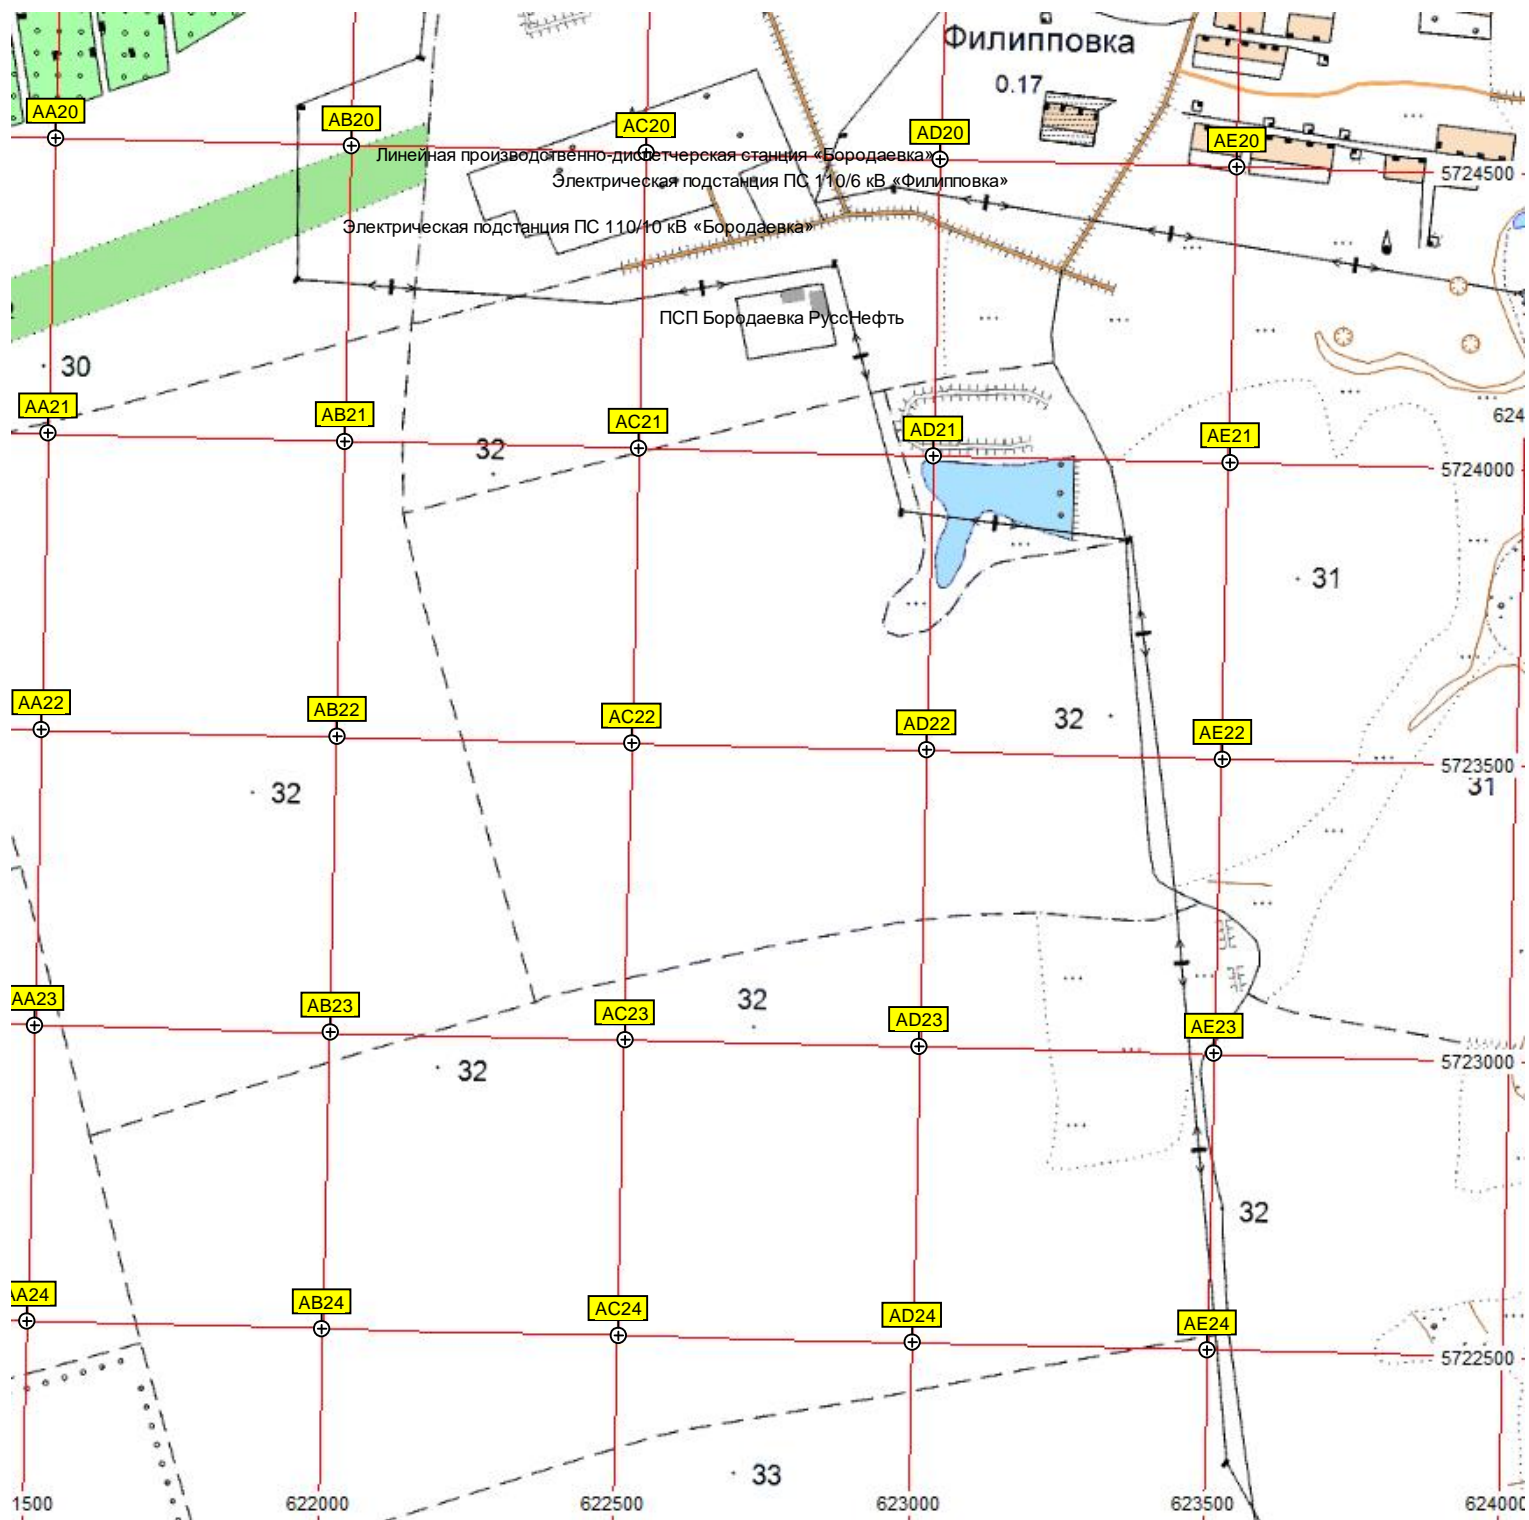 Филипповка
0.17
AA20
AB20
AC20
AD20
AE20
Линейная производственно-диспетчерская станция «Бородаевка»
5724500
Электрическая подстанция ПС 110/6 кВ «Филипповка»
Электрическая подстанция ПС 110/10 кВ «Бородаевка»
ПСП Бородаевка РуссНефть
30
AA21
AB21
AC21
AD21
AE21
624
32
5724000
31
AA22
AB22
AC22
AD22
32
AE22
5723500
31
32
AA23
AB23
AC23
32
AD23
AE23
5723000
32
32
AA24
AB24
AC24
AD24
AE24
5722500
33
1500
622000
622500
623000
623500
624000